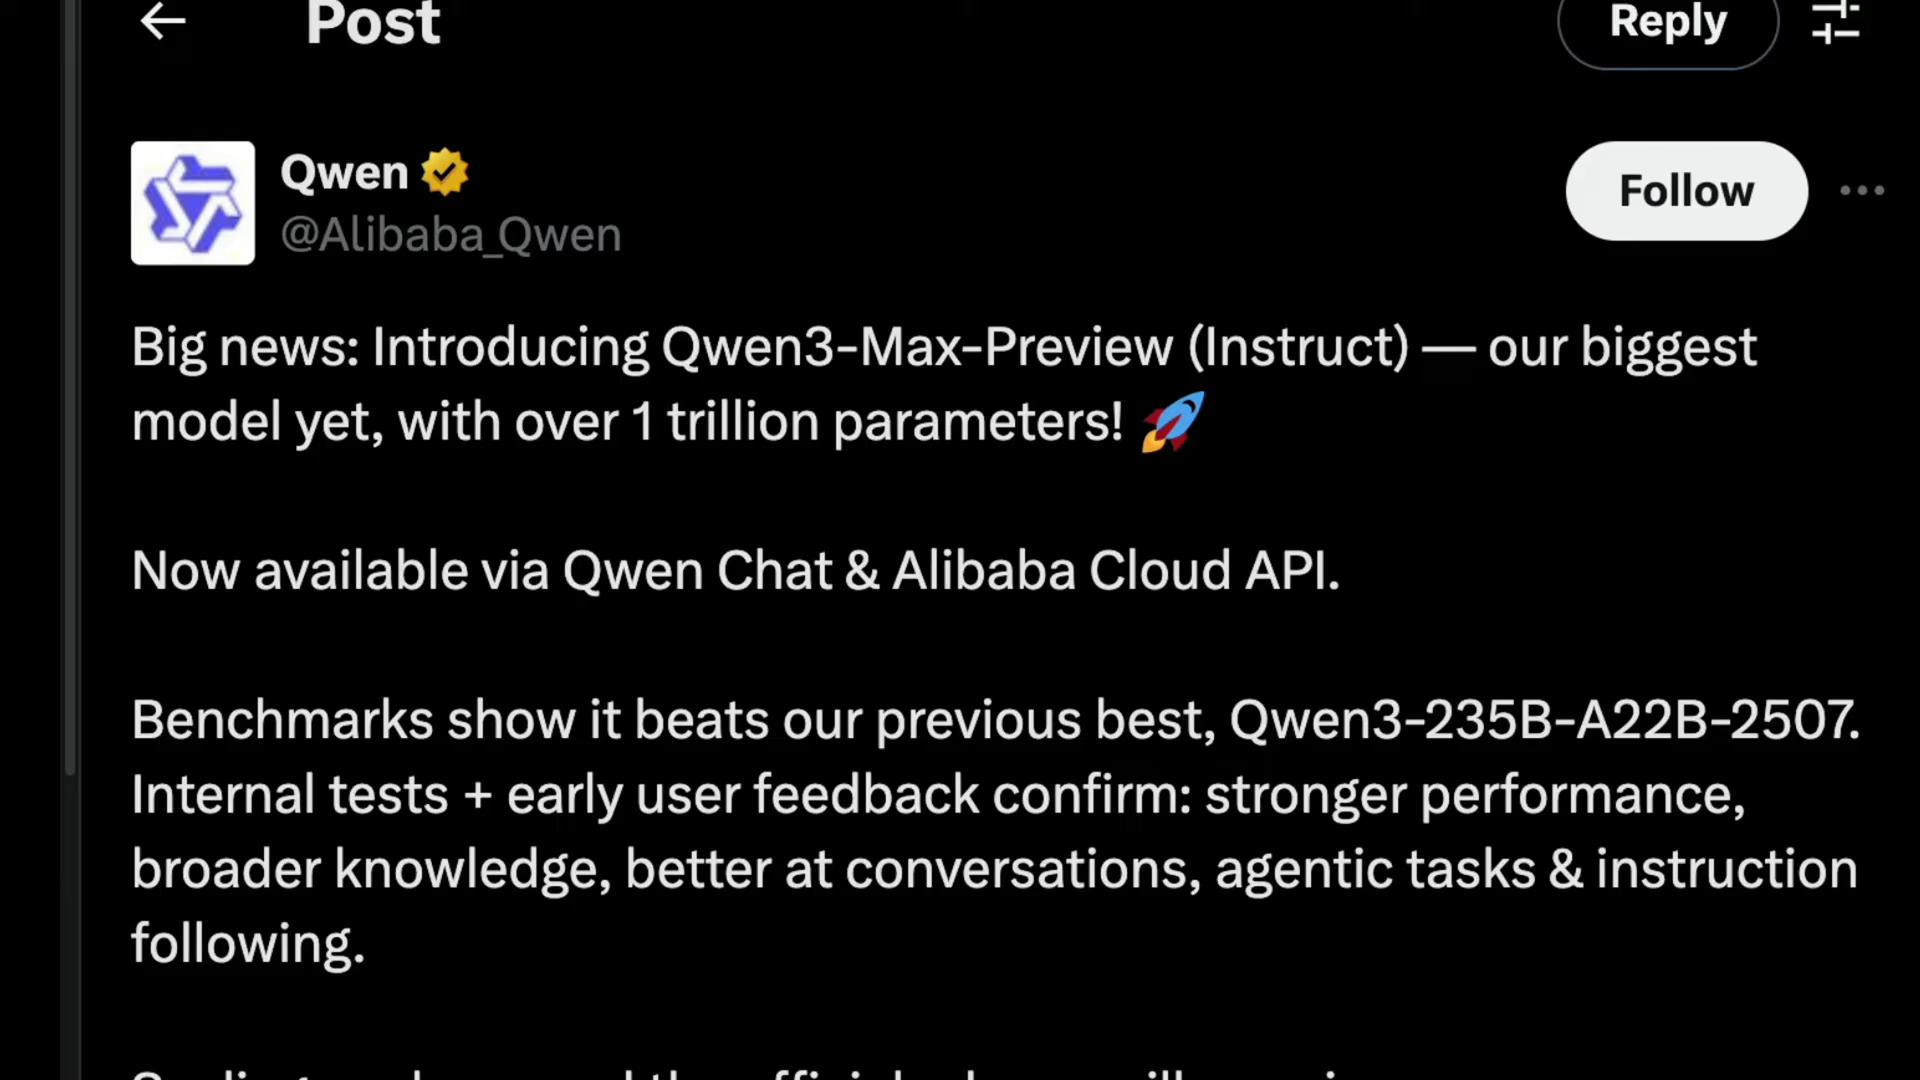 Post
Reply
Qwen
@Alibaba_Qwen
Follow
Big news: Introducing Qwen3-Max-Preview (Instruct) — our biggest
model yet, with over 1 trillion parameters! 🚀
Now available via Qwen Chat & Alibaba Cloud API.
Benchmarks show it beats our previous best, Qwen3-235B-A22B-2507.
Internal tests + early user feedback confirm: stronger performance,
broader knowledge, better at conversations, agentic tasks & instruction
following.